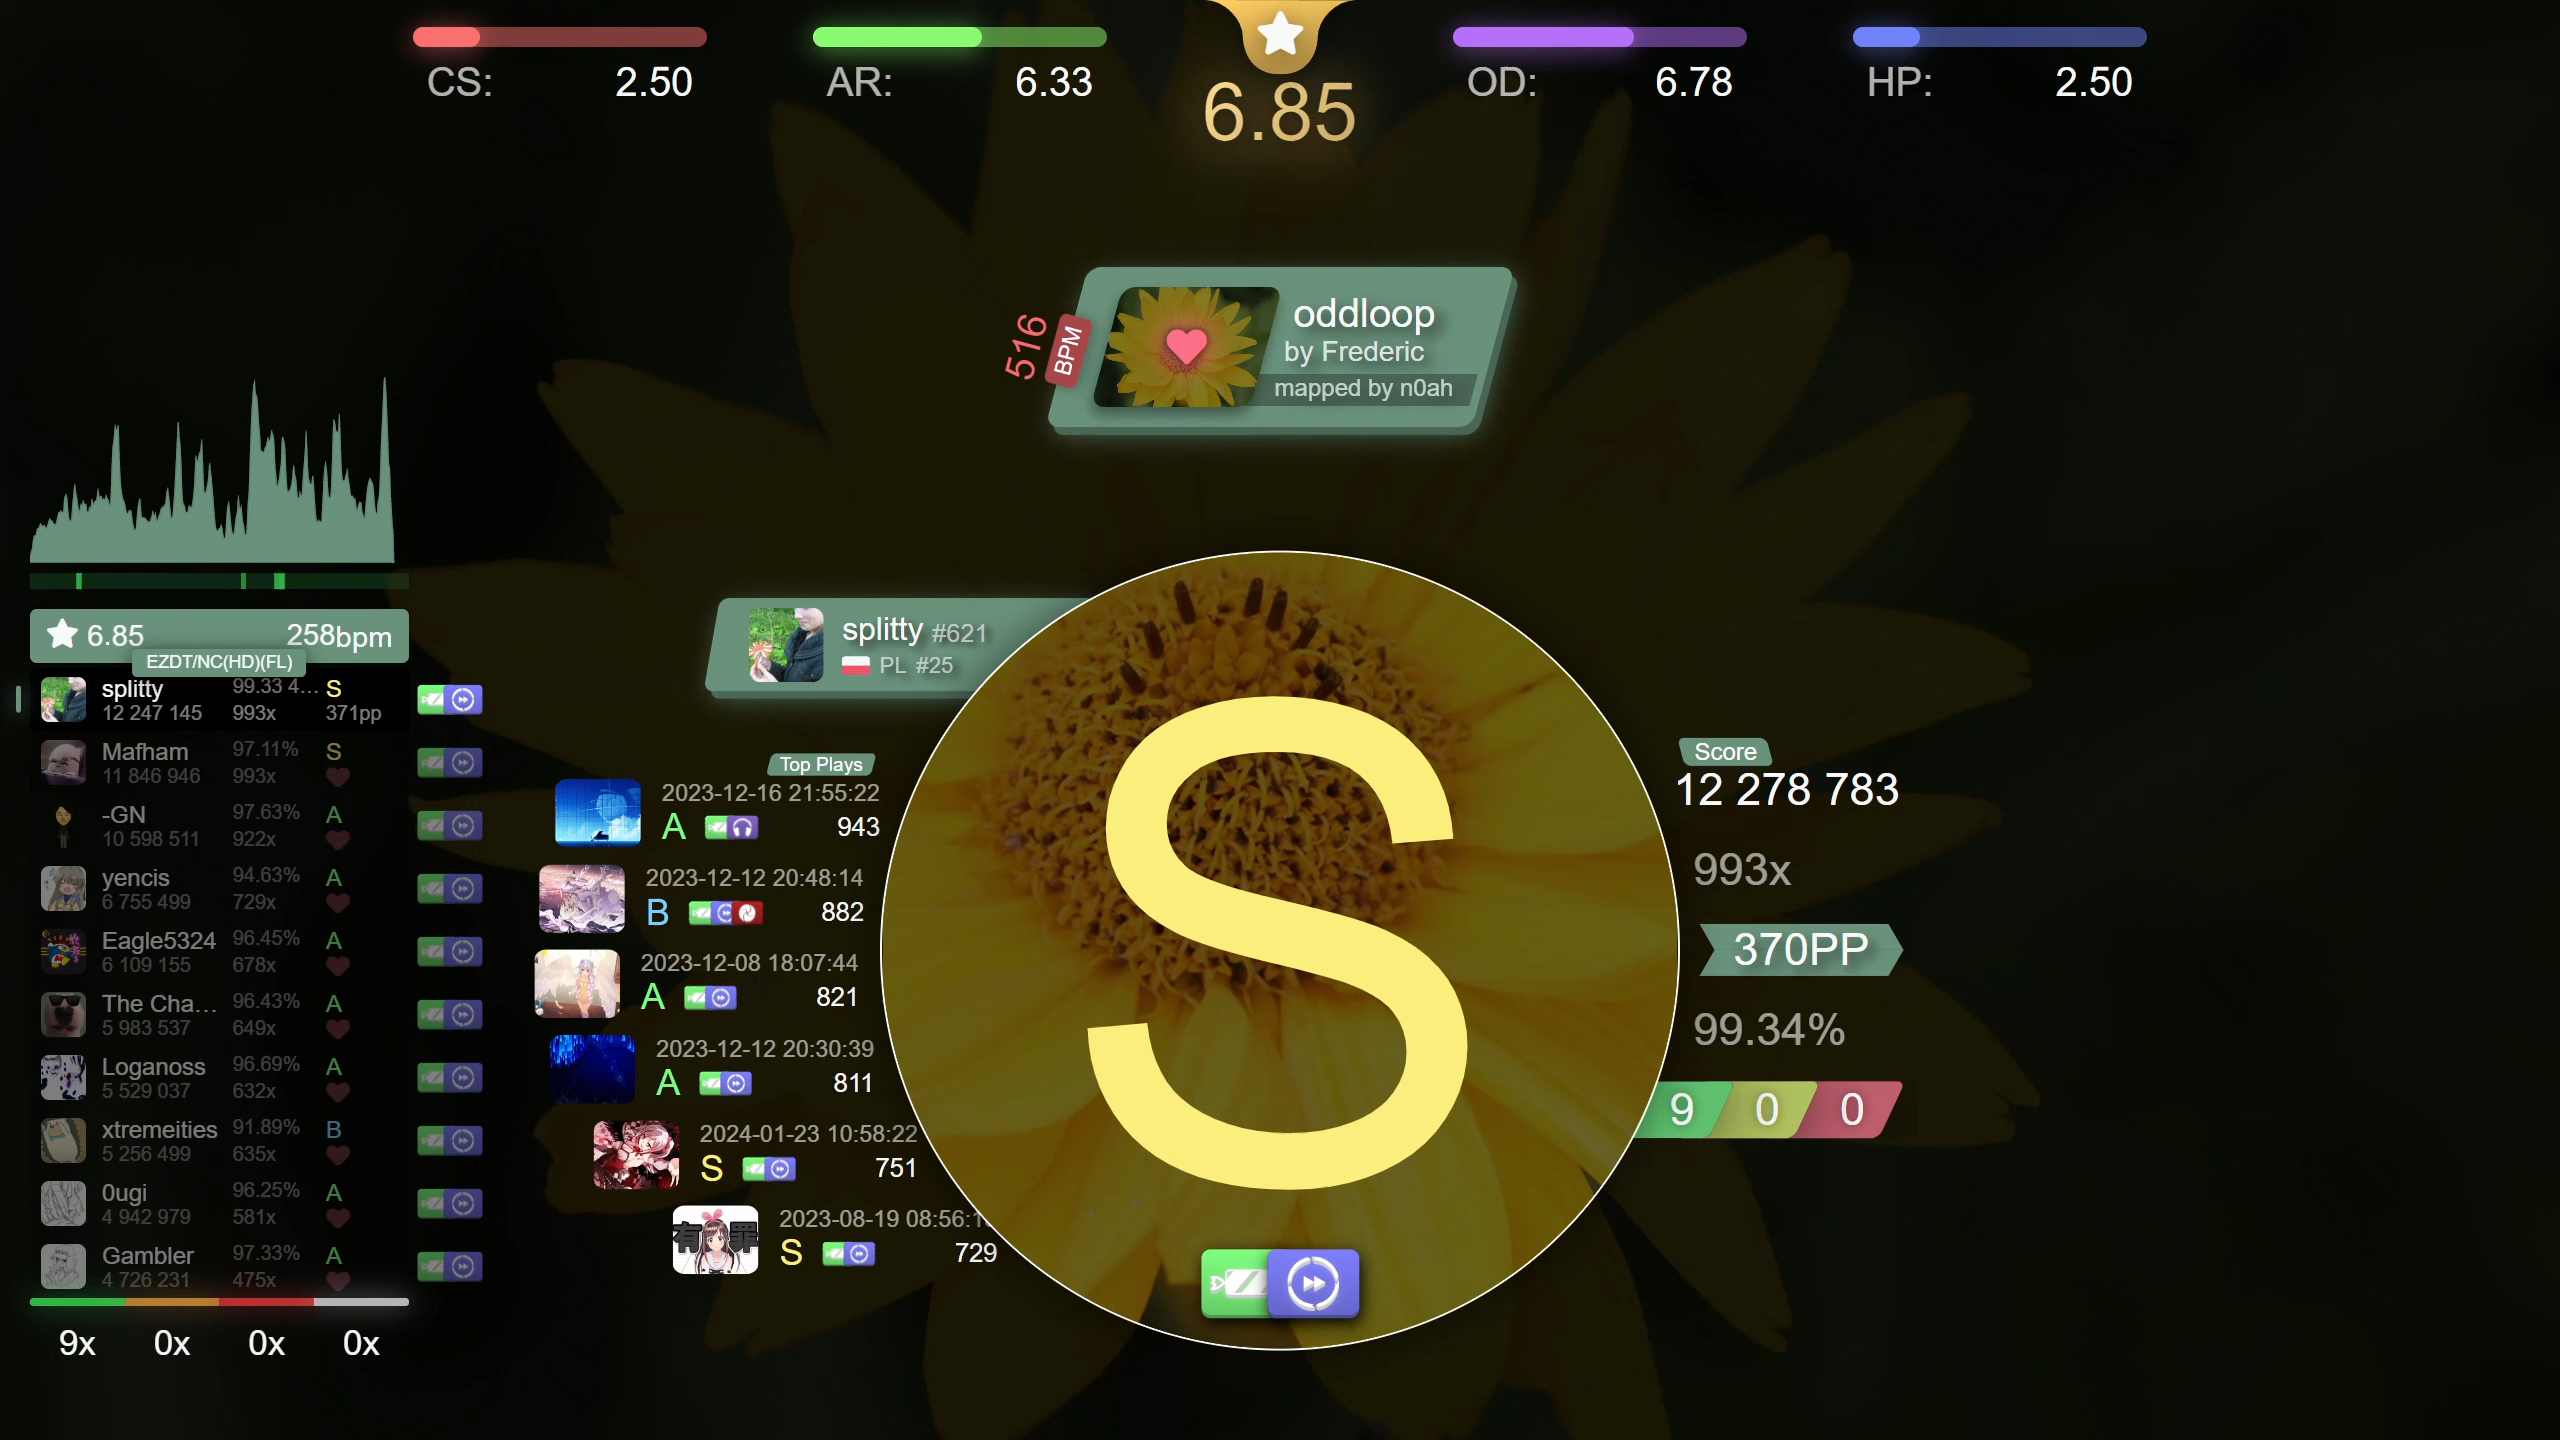 CS: 2.50
AR: 6.33
6.85
OD: 6.78
HP: 2.50
516
BPM
oddloop
by Frederic
mapped by n0ah
6.85 258bpm
EZDT/NC(HD)(FL)
splitty 99.33 4... S
12 247 145 993x 371pp
Mafham 97.11% S
11 846 946 993x
-GN 97.63% A
10 598 511 922x
yencis 94.63% A
6 755 499 729x
Eagle5324 96.45% A
6 109 155 678x
The Cha... 96.43% A
5 983 537 649x
Loganoss 96.69% A
5 529 037 632x
xtremeities 91.89% B
5 256 499 635x
0ugi 96.25% A
4 942 979 581x
Gambler 97.33% A
4 726 231 475x
9x 0x 0x 0x
splitty #621
PL #25
Top Plays
2023-12-16 21:55:22
A 943
2023-12-12 20:48:14
B 882
2023-12-08 18:07:44
A 821
2023-12-12 20:30:39
A 811
2024-01-23 10:58:22
S 751
2023-08-19
S 729
有罪
S
Score
12 278 783
993x
370PP
99.34%
9 0 0